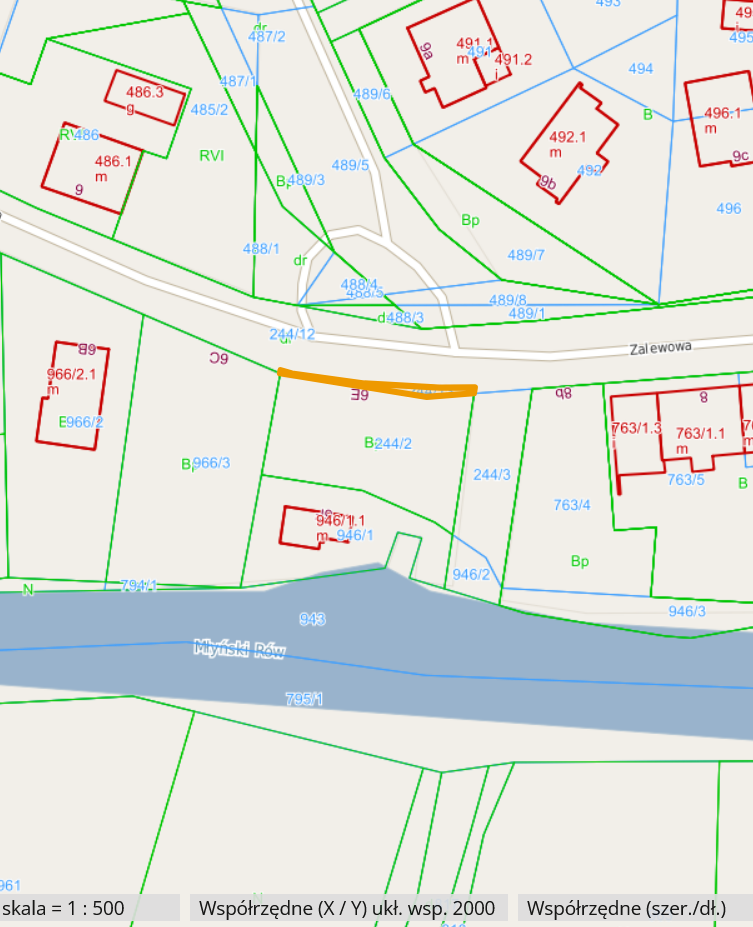 493
dr
487/2
9a
491.1
m
491
491.2
i
495
494
487/1
486.3
g
489/6
485/2
B
496.1
m
486
492.1
m
RVI
9c
486.1
m
489/5
492
9b
489/3
9
496
Bp
488/1
489/7
dr
488/4
489/8
489/1
488/3
244/12
Zalewowa
6B
6C
966/2.1
m
6E
8b
8
966/2
763/1.3
763/1.1
m
244/2
966/3
244/3
763/5
B
763/4
946/1.1
m
946/1
Bp
946/2
794/1
N
946/3
943
Młyński Rów
795/1
961
skala = 1 : 500
Współrzędne (X / Y) ukł. wsp. 2000
Współrzędne (szer./dł.)